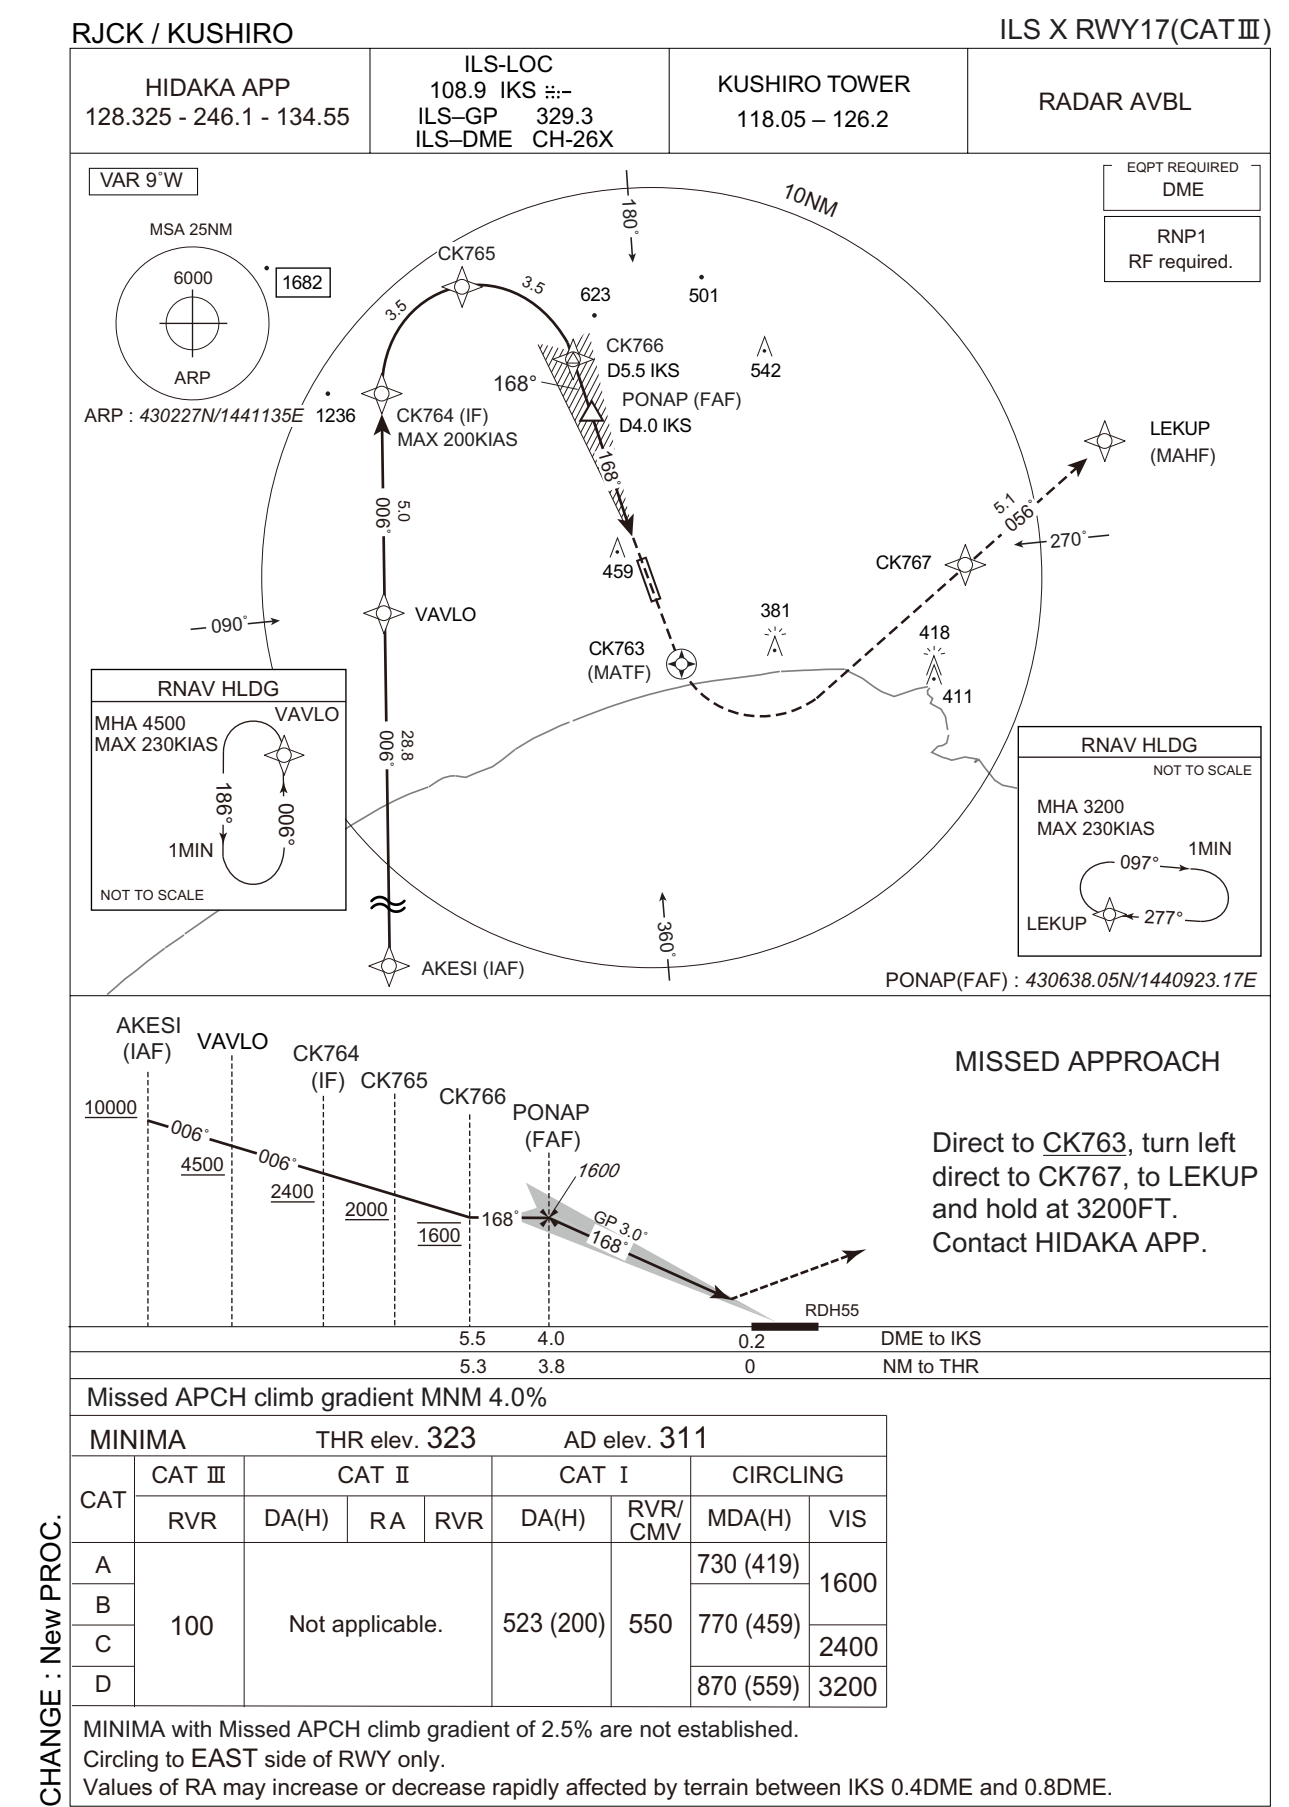 RJCK / KUSHIRO
ILS X RWY17(CATⅢ)
HIDAKA APP
128.325 - 246.1 - 134.55
ILS-LOC
108.9 IKS
ILS–GP 329.3
ILS–DME CH-26X
KUSHIRO TOWER
118.05 – 126.2
RADAR AVBL
VAR 9°W
EQPT REQUIRED
DME
RNP1
RF required.
MSA 25NM
6000
ARP
1682
ARP : 430227N/1441135E
10NM
180°
CK765
3.5
3.5
623
501
542
CK766
D5.5 IKS
168°
PONAP (FAF)
D4.0 IKS
168°
1236
CK764 (IF)
MAX 200KIAS
LEKUP
(MAHF)
5.1
056°
270°
5.0
006°
459
CK767
VAVLO
090°
381
CK763
(MATF)
418
411
28.8
006°
RNAV HLDG
MHA 4500
MAX 230KIAS
VAVLO
186°
006°
1MIN
NOT TO SCALE
RNAV HLDG
NOT TO SCALE
MHA 3200
MAX 230KIAS
1MIN
097°
LEKUP
277°
360°
AKESI (IAF)
PONAP(FAF) : 430638.05N/1440923.17E
AKESI
(IAF)
VAVLO
CK764
(IF)
CK765
CK766
PONAP
(FAF)
10000
006°
4500
006°
2400
2000
1600
168°
1600
GP 3.0°
168°
RDH55
MISSED APPROACH
Direct to CK763, turn left
direct to CK767, to LEKUP
and hold at 3200FT.
Contact HIDAKA APP.
5.5 4.0 0.2 DME to IKS
5.3 3.8 0 NM to THR
Missed APCH climb gradient MNM 4.0%
MINIMA THR elev. 323 AD elev. 311
CAT CAT Ⅲ CAT Ⅱ CAT Ⅰ CIRCLING
RVR DA(H) RA RVR DA(H) RVR/CMV MDA(H) VIS
A 730 (419) 1600
B
100 Not applicable. 523 (200) 550 770 (459)
C 2400
D 870 (559) 3200
MINIMA with Missed APCH climb gradient of 2.5% are not established.
Circling to EAST side of RWY only.
Values of RA may increase or decrease rapidly affected by terrain between IKS 0.4DME and 0.8DME.
CHANGE : New PROC.